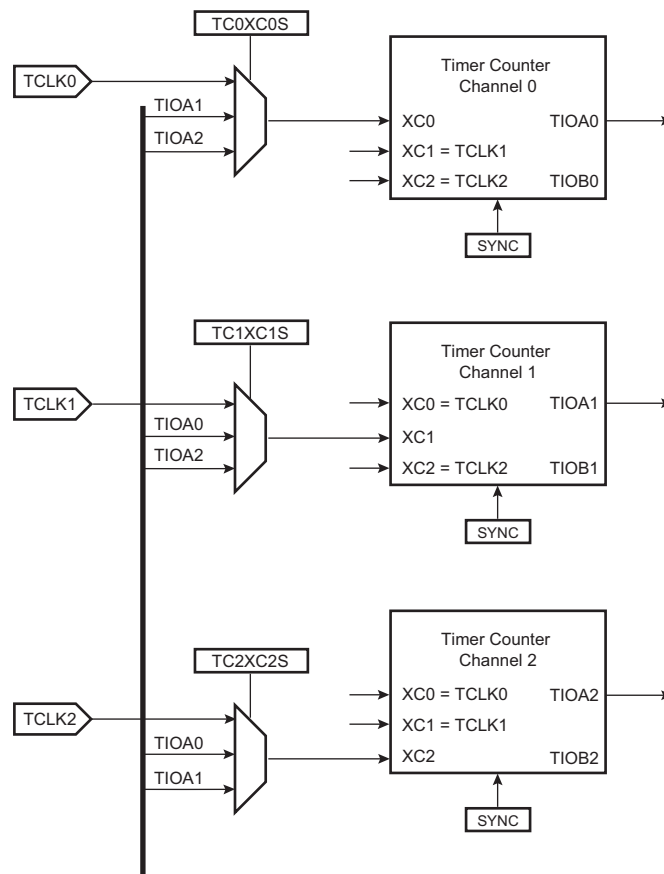 TC0XC0S
TCLK0
TIOA1
TIOA2
Timer Counter
Channel 0
XC0 TIOA0
XC1 = TCLK1
XC2 = TCLK2 TIOB0
SYNC
TC1XC1S
TCLK1
TIOA0
TIOA2
Timer Counter
Channel 1
XC0 = TCLK0 TIOA1
XC1
XC2 = TCLK2 TIOB1
SYNC
TC2XC2S
TCLK2
TIOA0
TIOA1
Timer Counter
Channel 2
XC0 = TCLK0 TIOA2
XC1 = TCLK1
XC2 TIOB2
SYNC